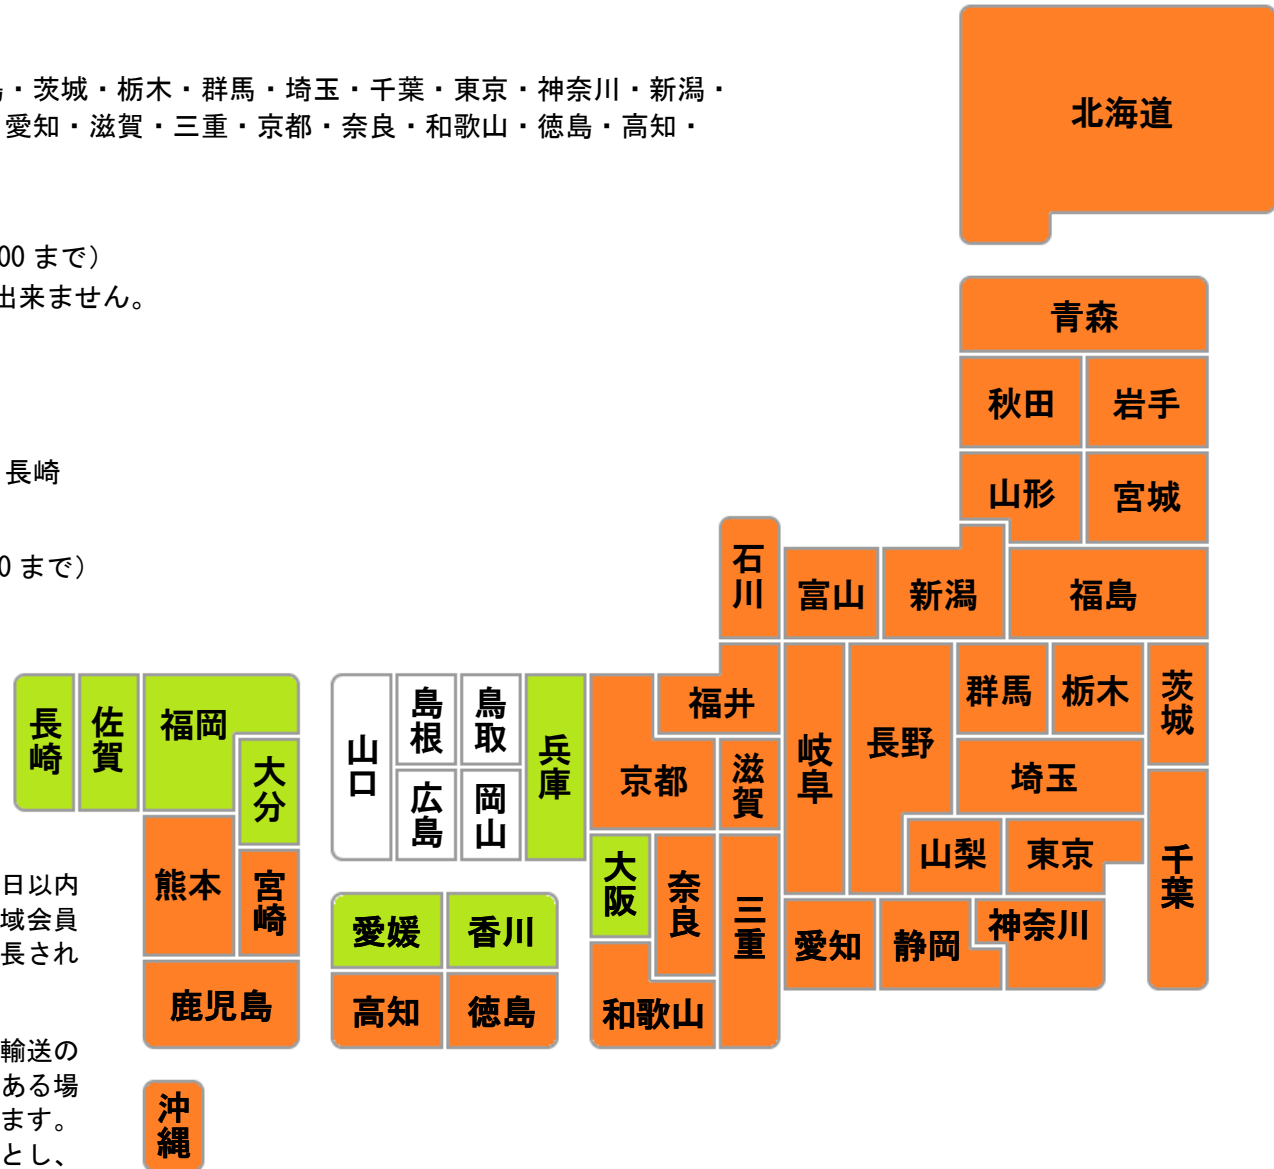 ・茨城・栃木・群馬・埼玉・千葉・東京・神奈川・新潟・
愛知・滋賀・三重・京都・奈良・和歌山・徳島・高知・
00 まで）
出来ません。
長崎
0 まで）
日以内
域会員
長され
輸送の
ある場
ます。
とし、
北海道
青森
秋田
岩手
山形
宮城
石川
富山
新潟
福島
福井
岐阜
長野
群馬
栃木
茨城
埼玉
山梨
東京
千葉
神奈川
静岡
愛知
三重
滋賀
京都
奈良
和歌山
大阪
兵庫
鳥取
島根
岡山
広島
山口
愛媛
香川
高知
徳島
福岡
佐賀
長崎
大分
熊本
宮崎
鹿児島
沖縄